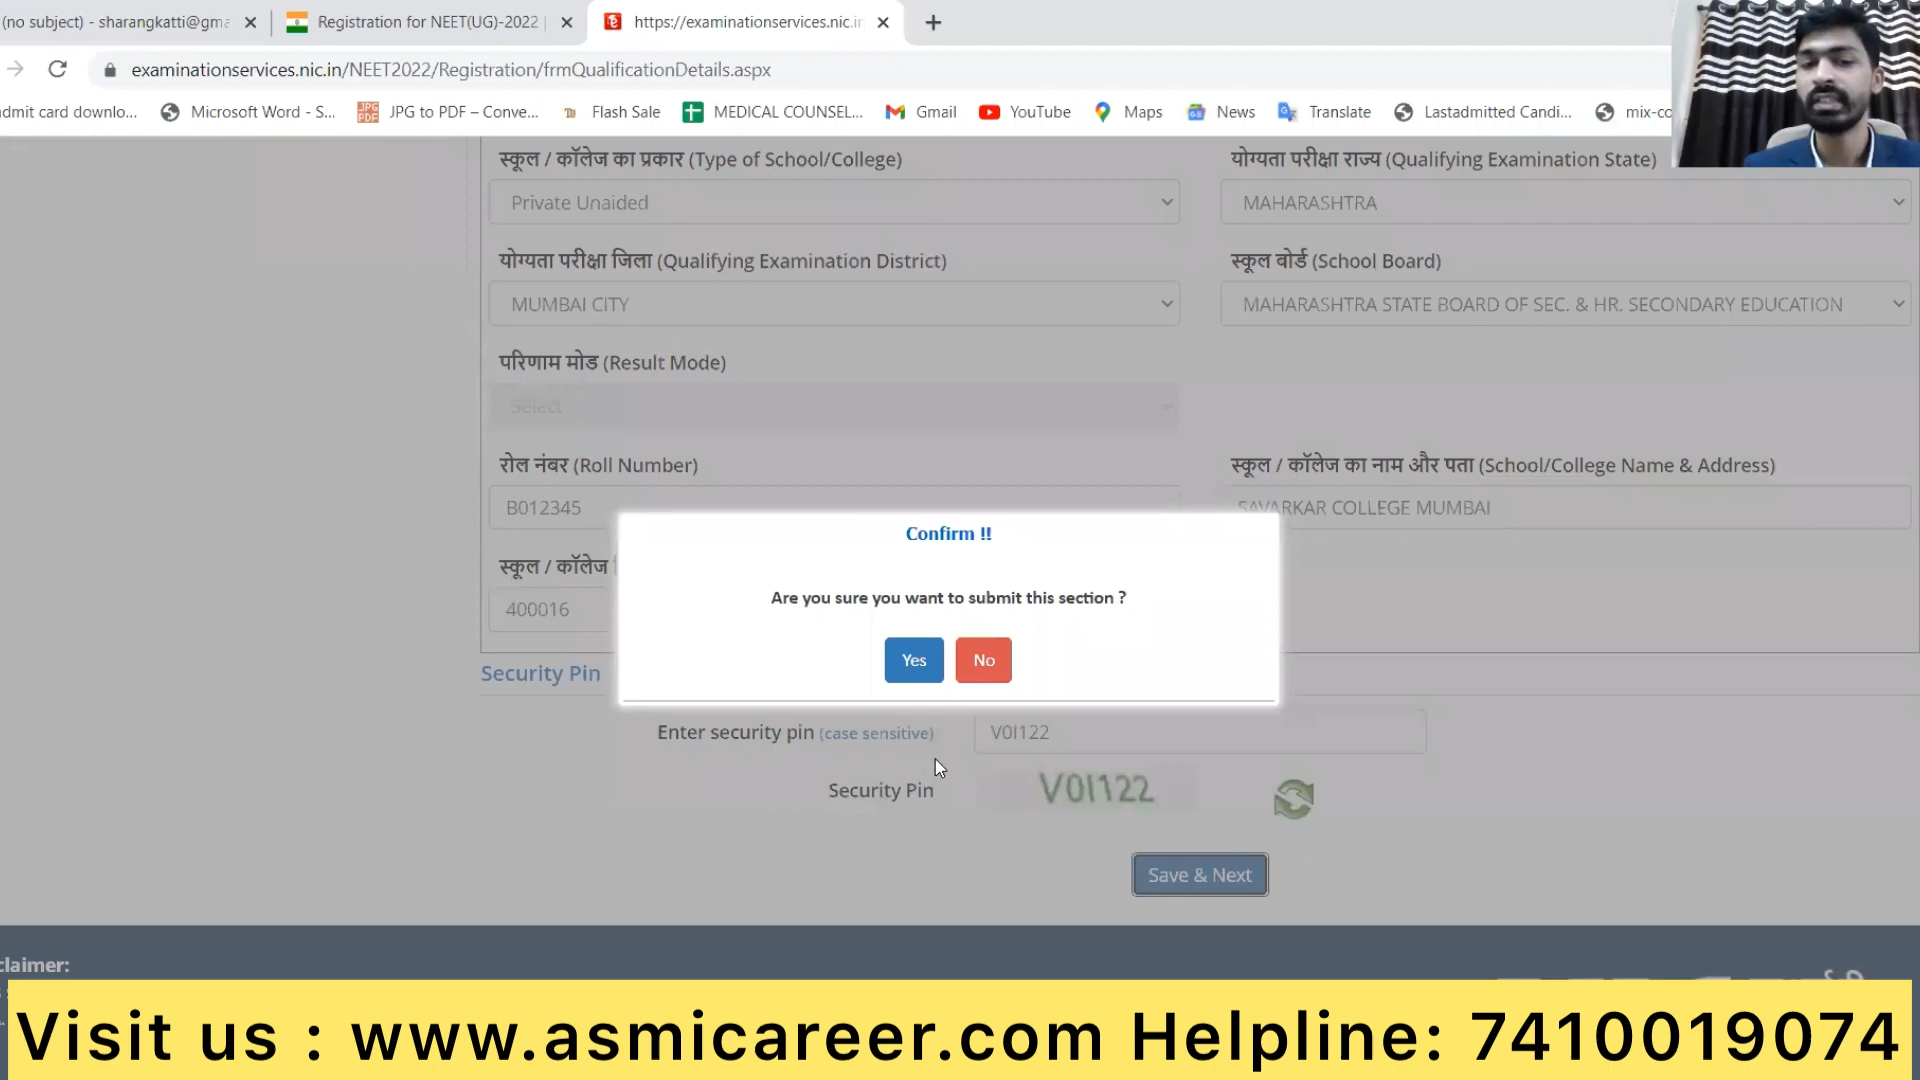 (no subject) - sharangkatti@gma
Registration for NEET(UG)-2022
https://examinationservices.nic.in
examinationservices.nic.in/NEET2022/Registration/frmQualificationDetails.aspx
dmit card downlo...
Microsoft Word - S...
JPG to PDF – Conve...
Flash Sale
MEDICAL COUNSEL...
Gmail
YouTube
Maps
News
Translate
Lastadmitted Candi...
mix-co
स्कूल / कॉलेज का प्रकार (Type of School/College)
योग्यता परीक्षा राज्य (Qualifying Examination State)
Private Unaided
MAHARASHTRA
योग्यता परीक्षा जिला (Qualifying Examination District)
स्कूल बोर्ड (School Board)
MUMBAI CITY
MAHARASHTRA STATE BOARD OF SEC. & HR. SECONDARY EDUCATION
परिणाम मोड (Result Mode)
Select
रोल नंबर (Roll Number)
स्कूल / कॉलेज का नाम और पता (School/College Name & Address)
B012345
SAVARKAR COLLEGE MUMBAI
Confirm !!
स्कूल / कॉलेज
Are you sure you want to submit this section ?
400016
Yes
No
Security Pin
Enter security pin (case sensitive)
V0I122
Security Pin
V0I122
Save & Next
claimer:
Visit us : www.asmicareer.com Helpline: 7410019074